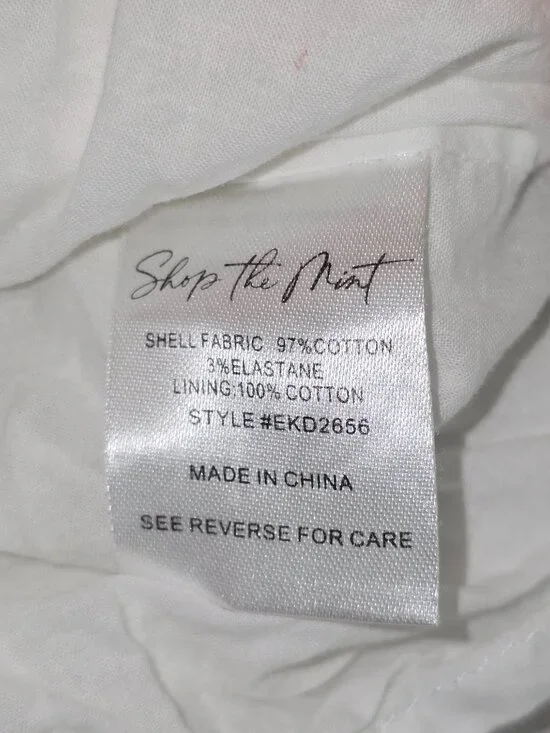 Shop the Mint
SHELL FABRIC 97%COTTON
3%ELASTANE
LINING:100% COTTON
STYLE#EKD2656
MADE IN CHINA
SEE REVERSE FOR CARE